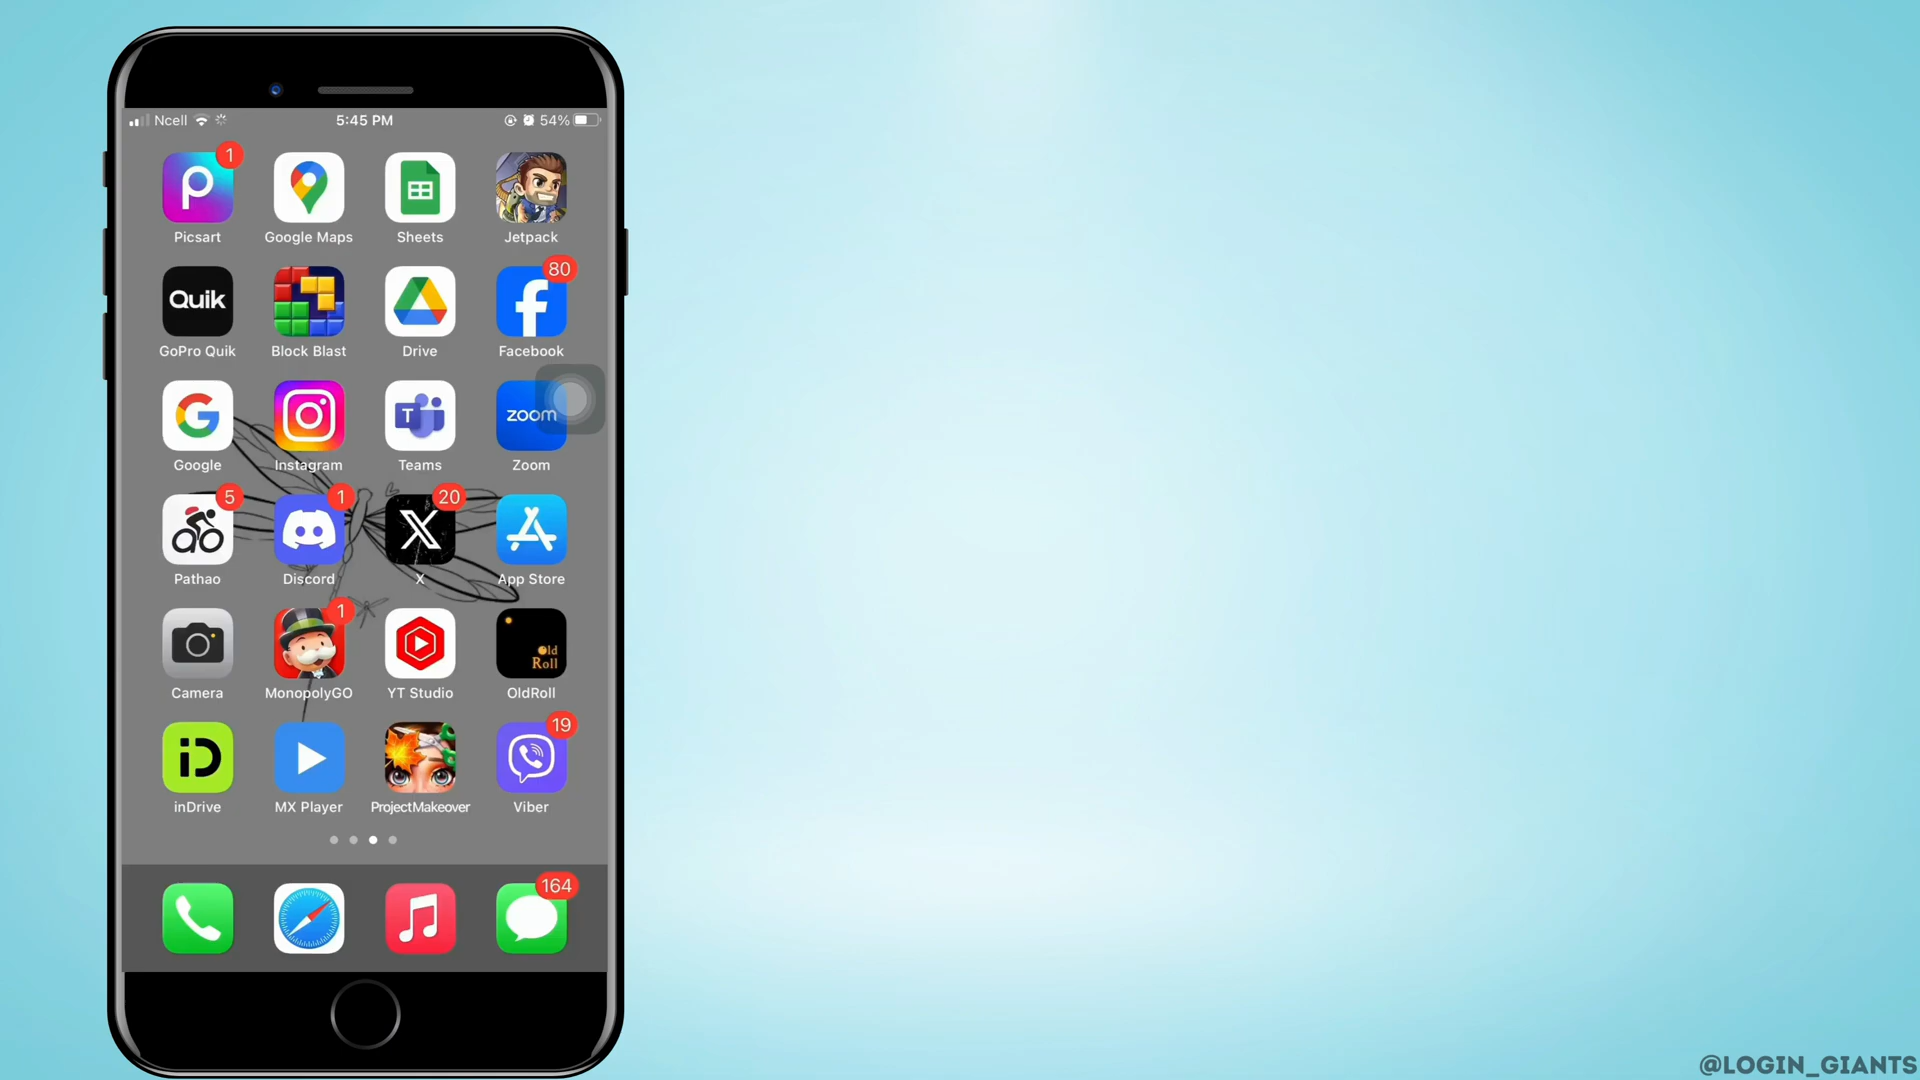 Ncell 5:45 PM 54%
1
Picsart Google Maps Sheets Jetpack
80
Quik
GoPro Quik Block Blast Drive Facebook
G T zoom
Google Instagram Teams Zoom
5 1 20
Pathao Discord X App Store
1
Old
Roll
Camera MonopolyGO YT Studio OldRoll
19
iD
inDrive MX Player ProjectMakeover Viber
164
@LOGIN_GIANTS